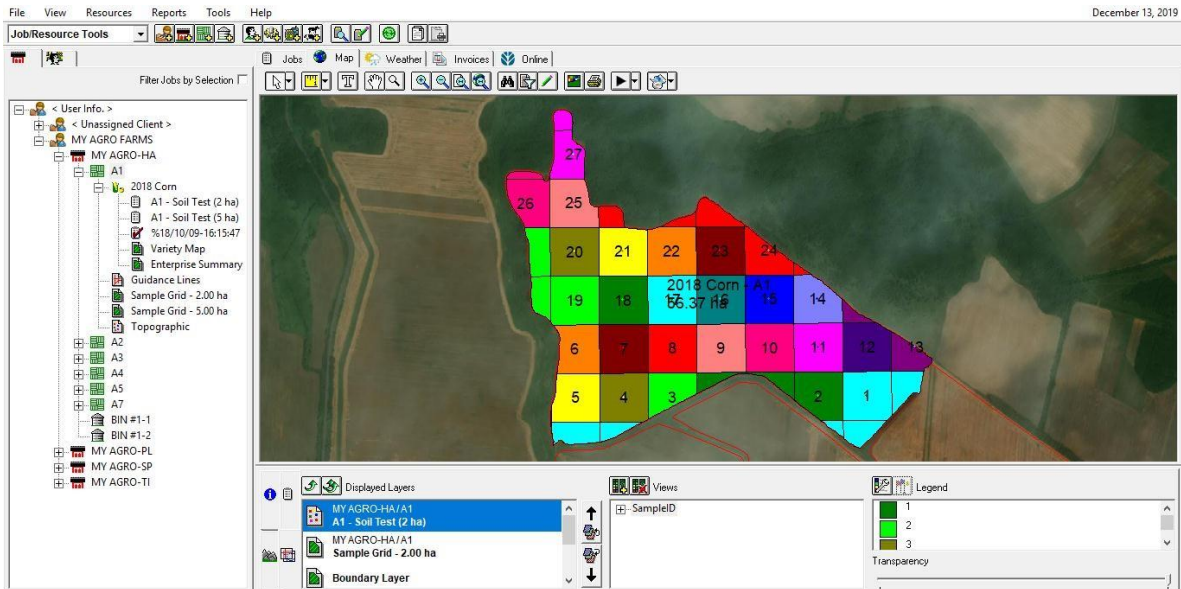 File View Resources Reports Tools Help
December 13, 2019
Job/Resource Tools
Jobs Map Weather Invoices Online
Filter Jobs by Selection
< User Info. >
< Unassigned Client >
MY AGRO FARMS
MY AGRO-HA
A1
2018 Corn
A1 - Soil Test (2 ha)
A1 - Soil Test (5 ha)
%18/10/09-16:15:47
Variety Map
Enterprise Summary
Guidance Lines
Sample Grid - 2.00 ha
Sample Grid - 5.00 ha
Topographic
A2
A3
A4
A5
A7
BIN #1-1
BIN #1-2
MY AGRO-PL
MY AGRO-SP
MY AGRO-TI
27
26 25
20 21 22 23 24
2018 Corn - A1
19 18 17 16 15 14
56.37 ha
6 7 8 9 10 11 12 13
5 4 3 2 1
Displayed Layers
MY AGRO-HA/A1
A1 - Soil Test (2 ha)
MY AGRO-HA/A1
Sample Grid - 2.00 ha
Boundary Layer
Views
SampleID
Legend
1
2
3
Transparency